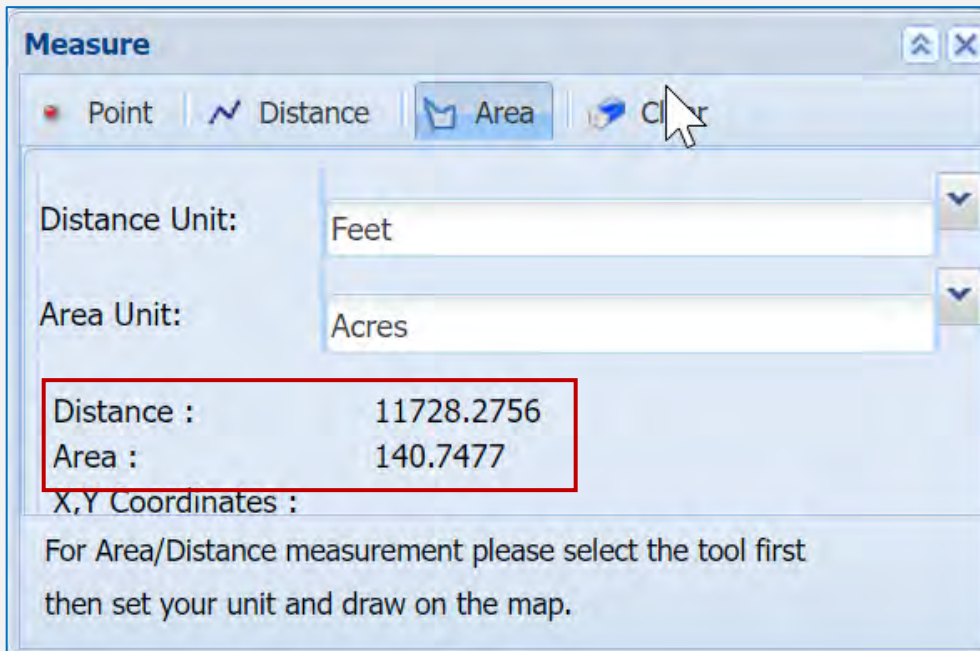 Measure
Point Distance Area Clear
Distance Unit: Feet
Area Unit: Acres
Distance : 11728.2756
Area : 140.7477
X,Y Coordinates :
For Area/Distance measurement please select the tool first
then set your unit and draw on the map.